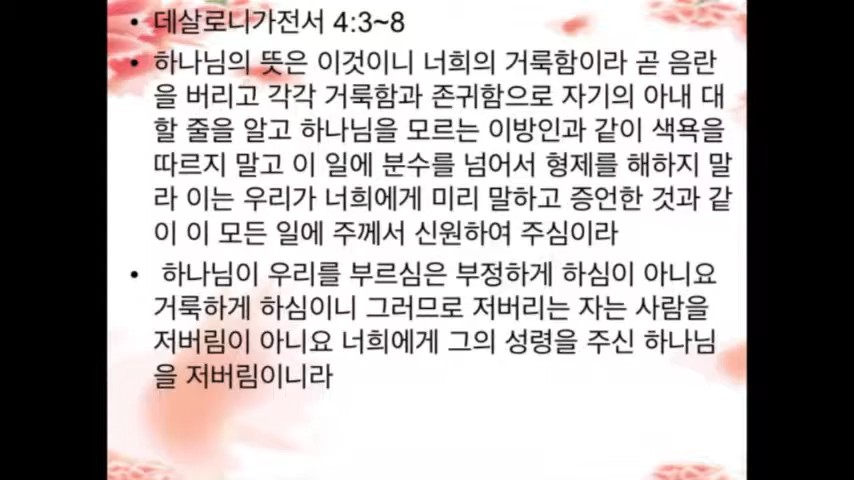 • 데살로니가전서 4:3~8
• 하나님의 뜻은 이것이니 너희의 거룩함이라 곧 음란
을 버리고 각각 거룩함과 존귀함으로 자기의 아내 대
할 줄을 알고 하나님을 모르는 이방인과 같이 색욕을
따르지 말고 이 일에 분수를 넘어서 형제를 해하지 말
라 이는 우리가 너희에게 미리 말하고 증언한 것과 같
이 이 모든 일에 주께서 신원하여 주심이라
• 하나님이 우리를 부르심은 부정하게 하심이 아니요
거룩하게 하심이니 그러므로 저버리는 자는 사람을
저버림이 아니요 너희에게 그의 성령을 주신 하나님
을 저버림이니라